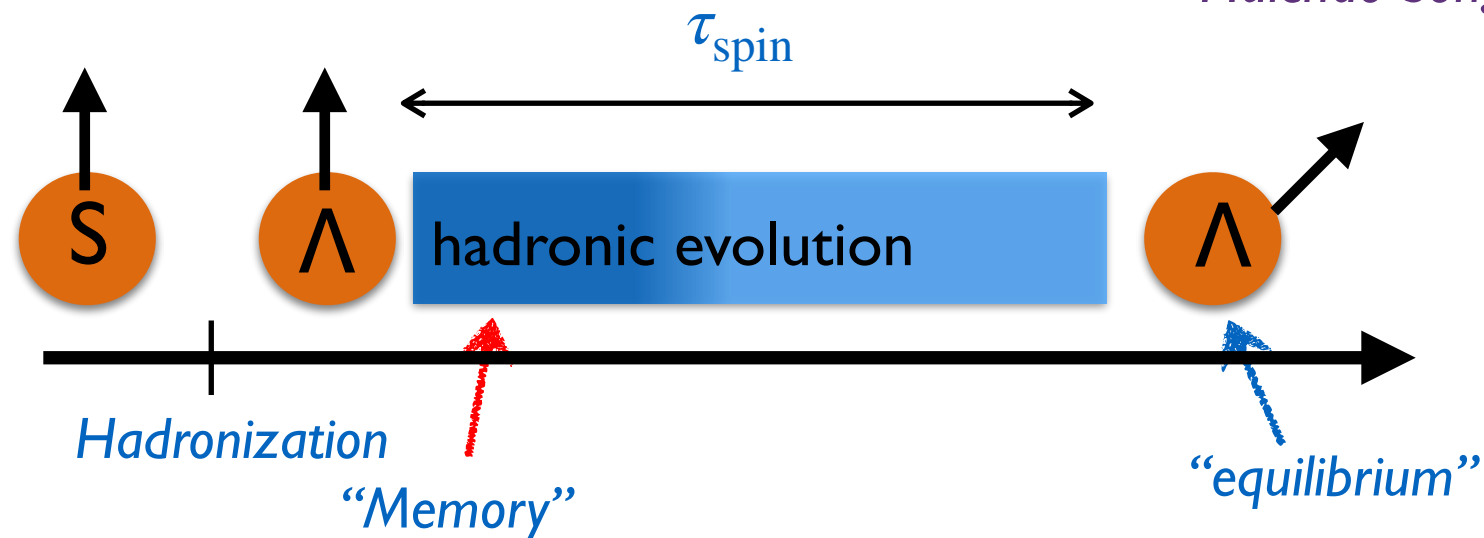 τspin
S
Λ
hadronic evolution
Λ
Hadronization
“Memory”
“equilibrium”